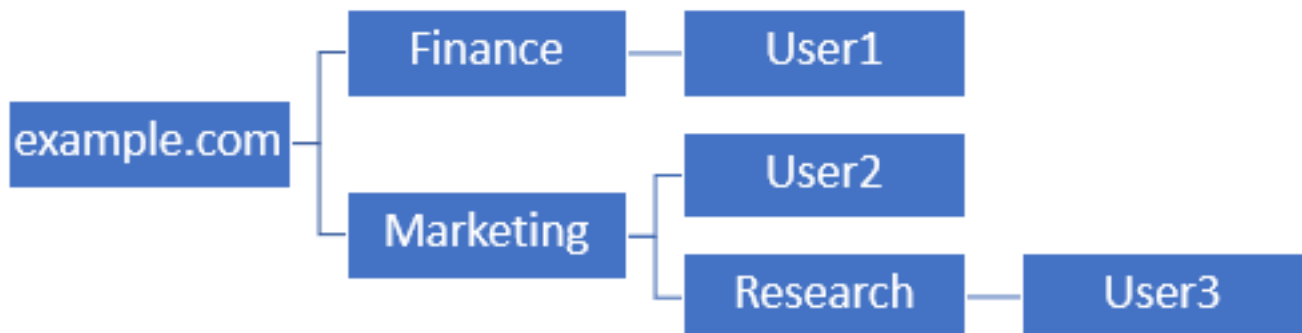 example.com
Finance
User1
Marketing
User2
Research
User3